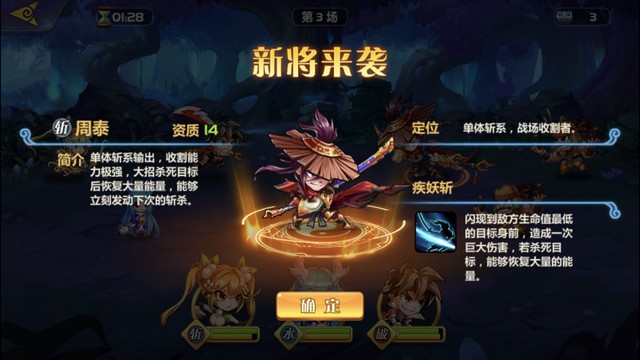 01:28
第3场
3
新将来袭
斩 周泰
资质 14
简介
单体斩系输出，收割能
力极强，大招杀死目标
后恢复大量能量，能够
立刻发动下次的斩杀。
定位
单体斩系，战场收割者。
疾妖斩
闪现到敌方生命值最低
的目标身前，造成一次
巨大伤害，若杀死目
标，能够恢复大量的能
量。
确定
斩
水
破